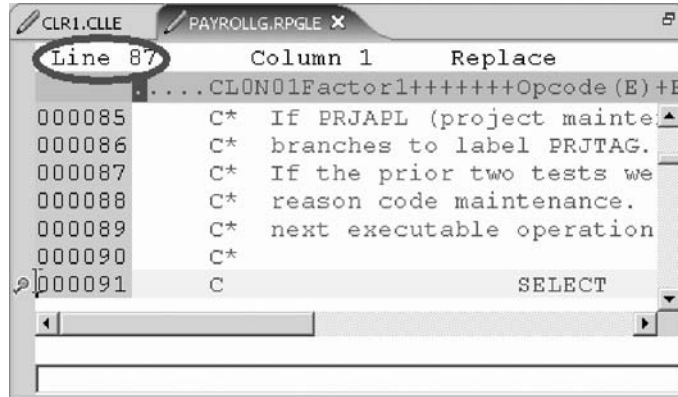 CLR1.CLLE PAYROLLG.RPGLE
Line 87 Column 1 Replace
.....CL0N01Factor1+++++++Opcode(E)+E
000085 C* If PRJAPL (project mainte
000086 C* branches to label PRJTAG.
000087 C* If the prior two tests we
000088 C* reason code maintenance.
000089 C* next executable operation
000090 C*
000091 C SELECT